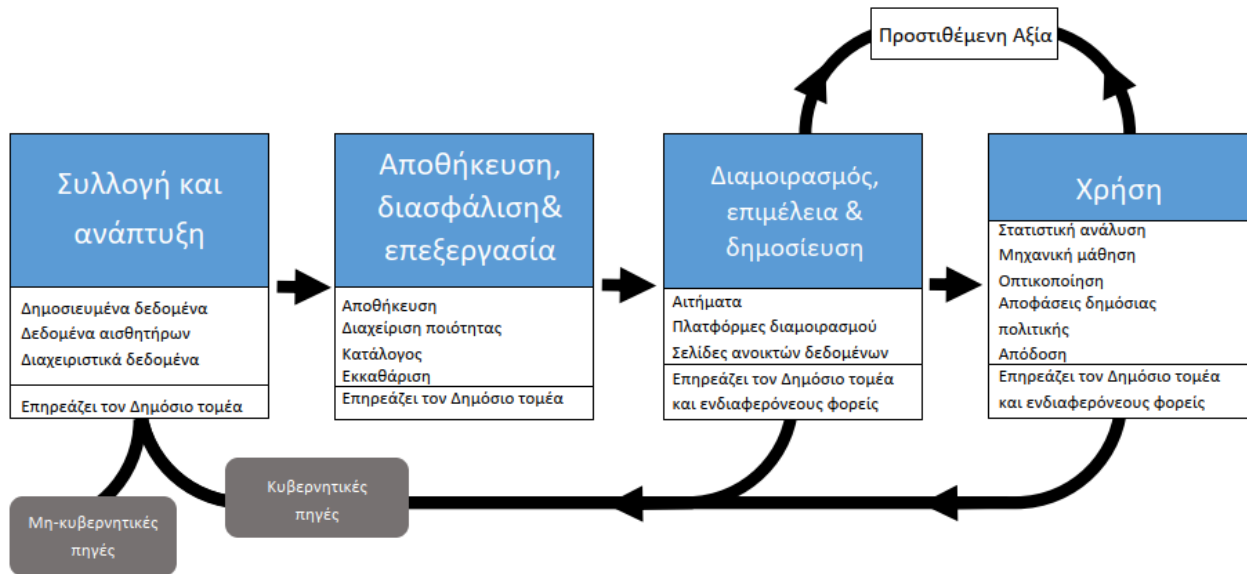 Προστιθέμενη Αξία
Συλλογή και
ανάπτυξη
Δημοσιευμένα δεδομένα
Δεδομένα αισθητήρων
Διαχειριστικά δεδομένα
Επηρεάζει τον Δημόσιο τομέα
Αποθήκευση,
διασφάλιση&
επεξεργασία
Αποθήκευση
Διαχείριση ποιότητας
Κατάλογος
Εκκαθάριση
Επηρεάζει τον Δημόσιο τομέα
Διαμοιρασμός,
επιμέλεια &
δημοσίευση
Αιτήματα
Πλατφόρμες διαμοιρασμού
Σελίδες ανοικτών δεδομένων
Επηρεάζει τον Δημόσιο τομέα
και ενδιαφερόνεους φορείς
Χρήση
Στατιστική ανάλυση
Μηχανική μάθηση
Οπτικοποίηση
Αποφάσεις δημόσιας
πολιτικής
Απόδοση
Επηρεάζει τον Δημόσιο τομέα
και ενδιαφερόνεους φορείς
Κυβερνητικές
πηγές
Μη-κυβερνητικές
πηγές